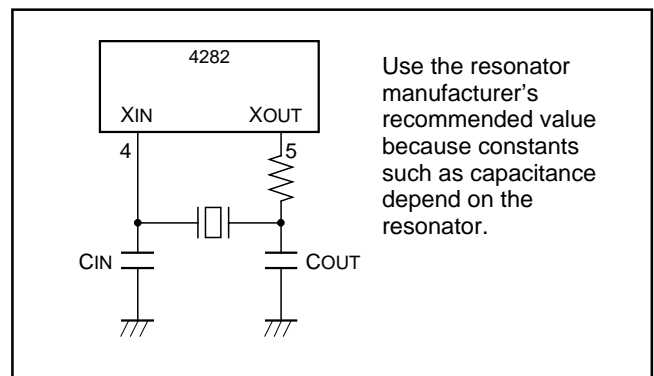 4282
XIN XOUT
4 5
CIN COUT
Use the resonator
manufacturer’s
recommended value
because constants
such as capacitance
depend on the
resonator.